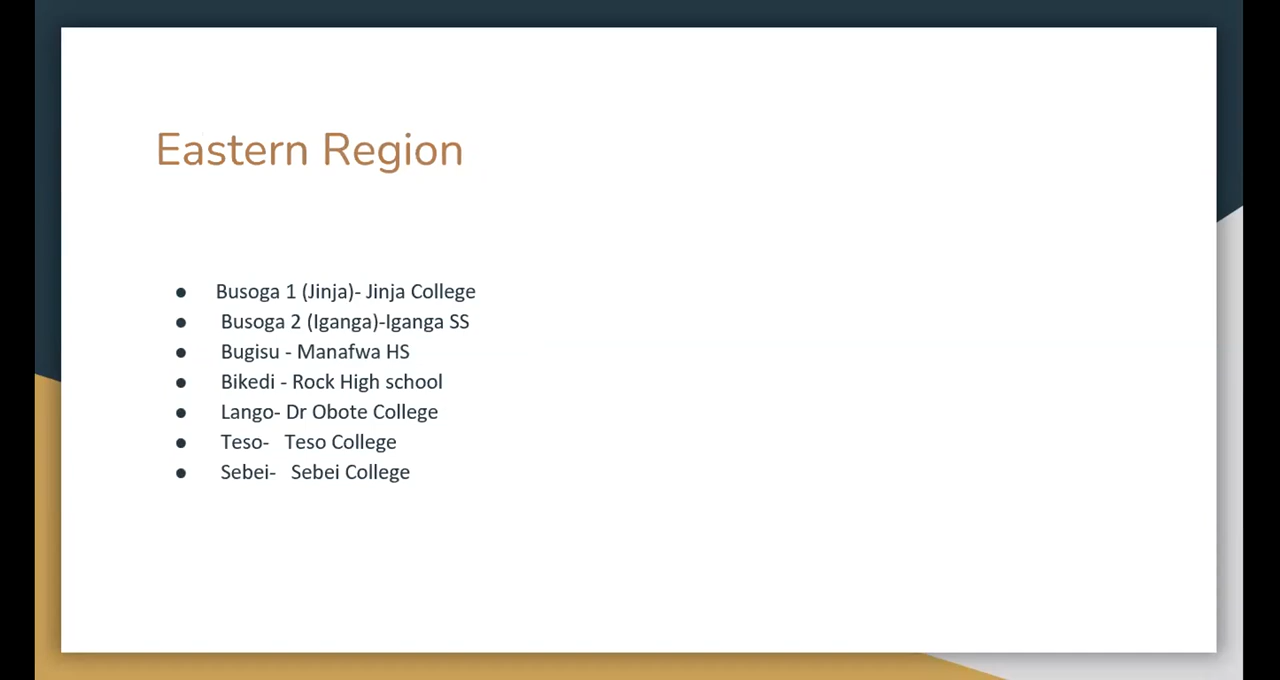 Eastern Region
● Busoga 1 (Jinja)- Jinja College
● Busoga 2 (Iganga)-Iganga SS
● Bugisu - Manafwa HS
● Bikedi - Rock High school
● Lango- Dr Obote College
● Teso- Teso College
● Sebei- Sebei College